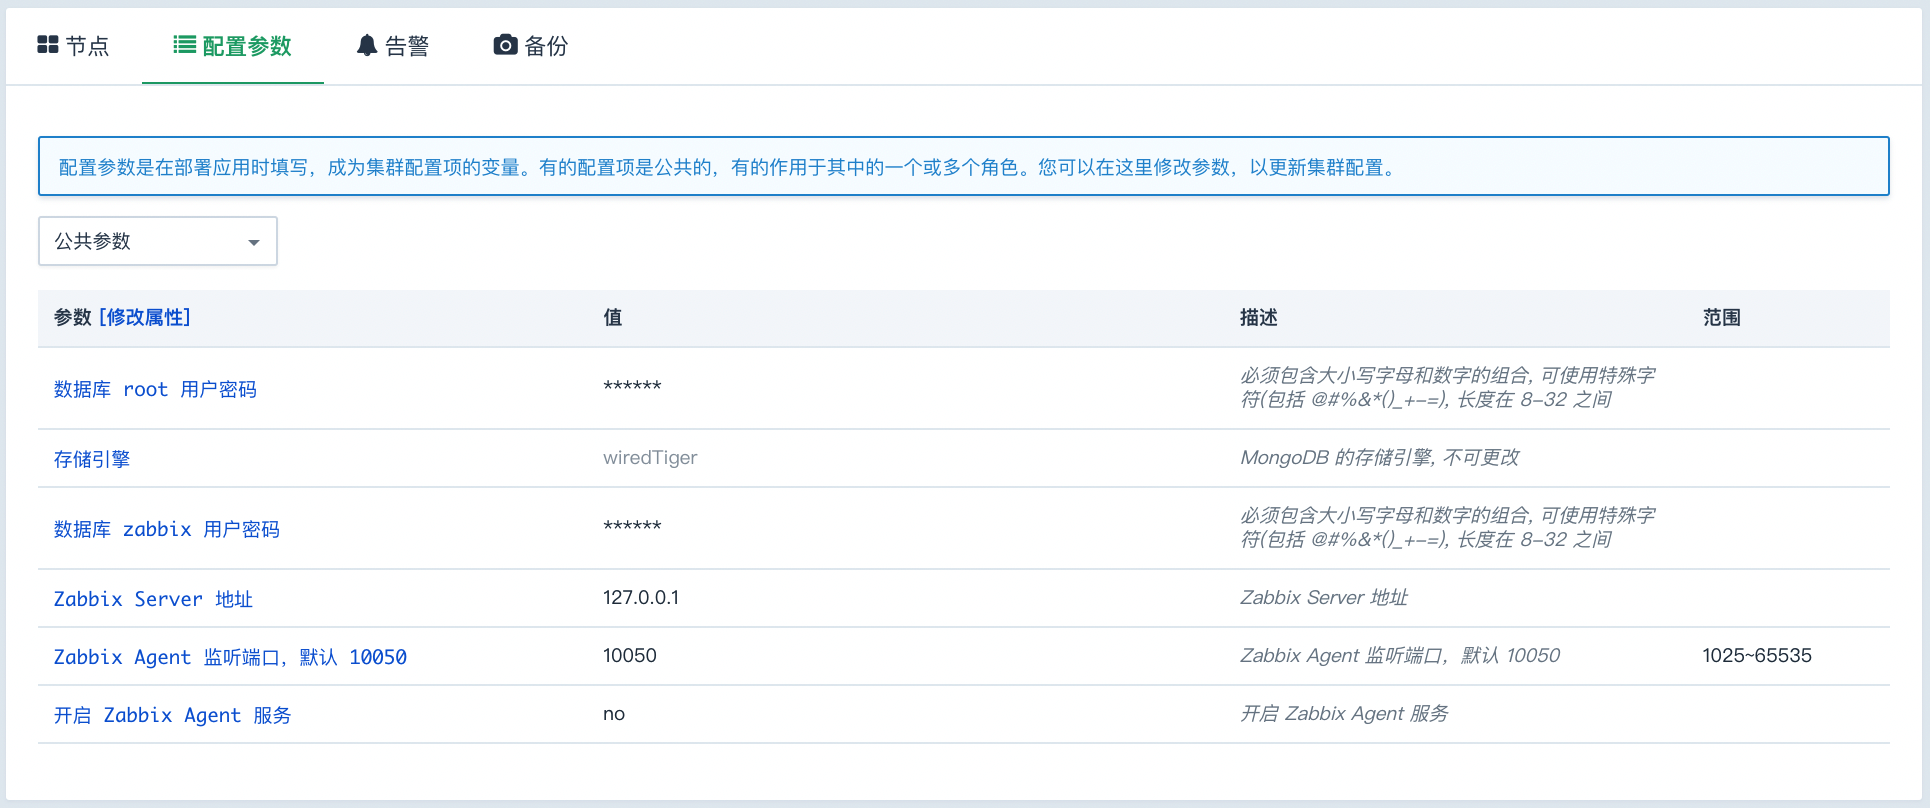 节点 配置参数 告警 备份
配置参数是在部署应用时填写，成为集群配置项的变量。有的配置项是公共的，有的作用于其中的一个或多个角色。您可以在这里修改参数，以更新集群配置。
公共参数
参数 [修改属性] 值 描述 范围
数据库 root 用户密码 ****** 必须包含大小写字母和数字的组合, 可使用特殊字
符(包括 @#%&*()_+-=), 长度在 8-32 之间
存储引擎 wiredTiger MongoDB 的存储引擎, 不可更改
数据库 zabbix 用户密码 ****** 必须包含大小写字母和数字的组合, 可使用特殊字
符(包括 @#%&*()_+-=), 长度在 8-32 之间
Zabbix Server 地址 127.0.0.1 Zabbix Server 地址
Zabbix Agent 监听端口，默认 10050 10050 Zabbix Agent 监听端口，默认 10050 1025~65535
开启 Zabbix Agent 服务 no 开启 Zabbix Agent 服务